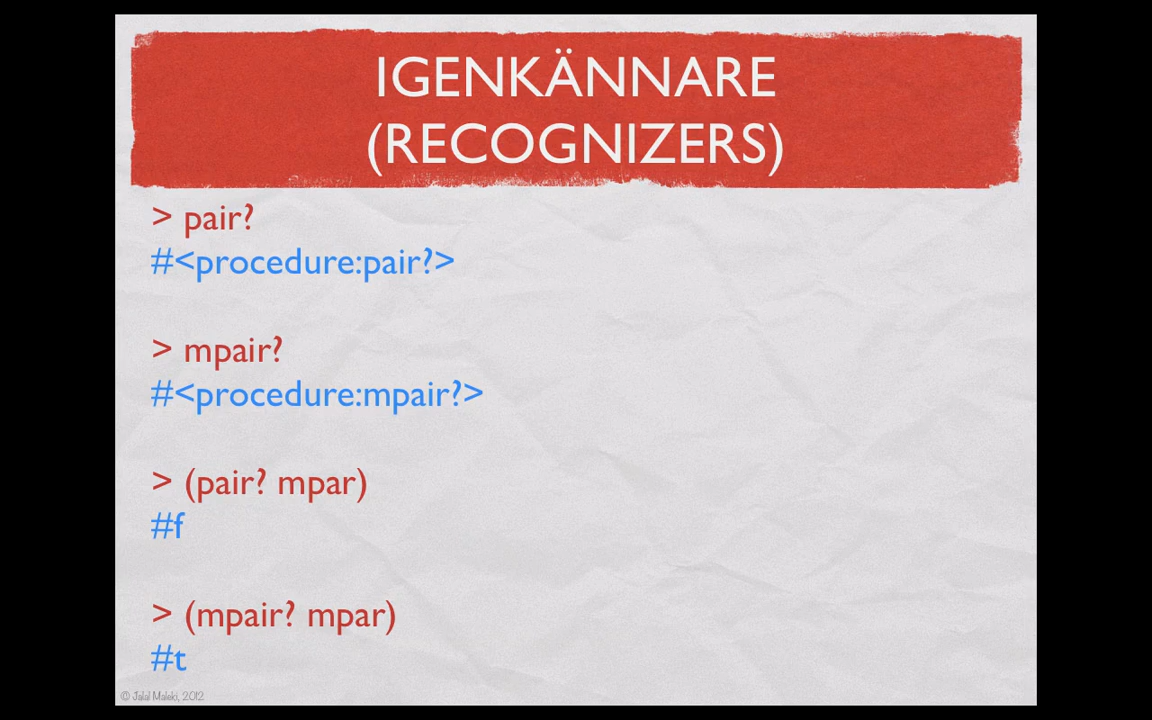 IGENKÄNNARE
(RECOGNIZERS)
> pair?
#<procedure:pair?>
> mpair?
#<procedure:mpair?>
> (pair? mpar)
#f
> (mpair? mpar)
#t
© Jalal Maleki, 2012